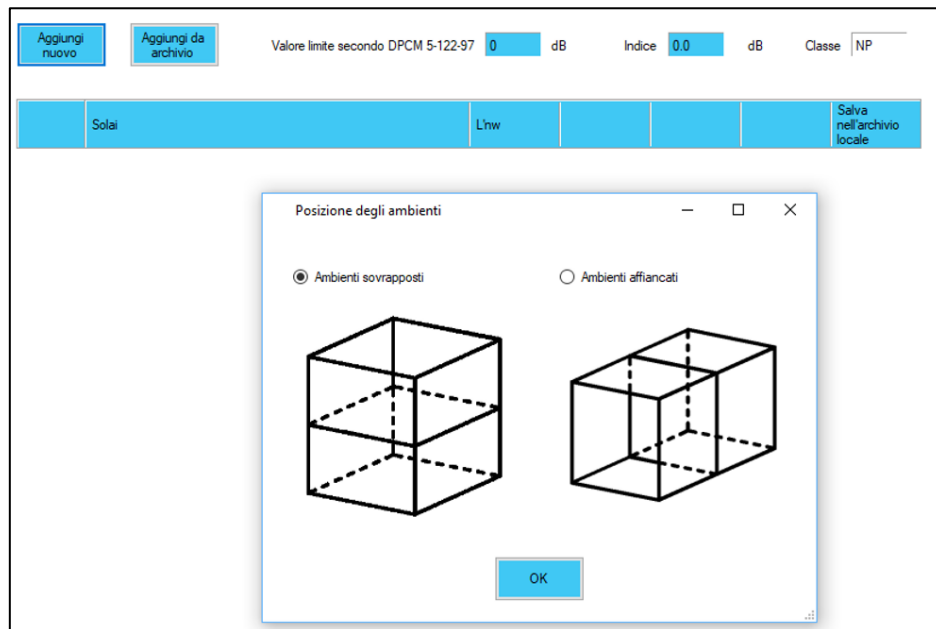 Aggiungi nuovo
Aggiungi da archivio
Valore limite secondo DPCM 5-122-97 0 dB Indice 0.0 dB Classe NP
Solai L'nw Salva nell'archivio locale
Posizione degli ambienti
Ambienti sovrapposti Ambienti affiancati
OK